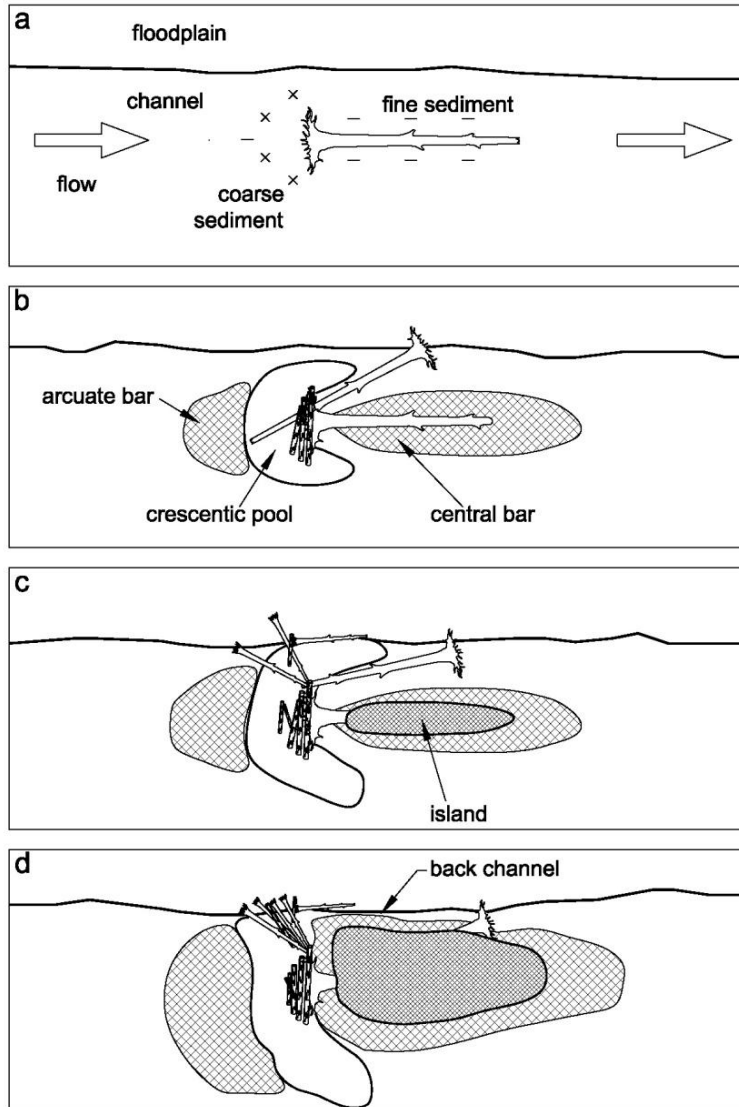 a
floodplain
channel
fine sediment
flow
coarse
sediment
b
arcuate bar
crescentic pool
central bar
c
island
d
back channel